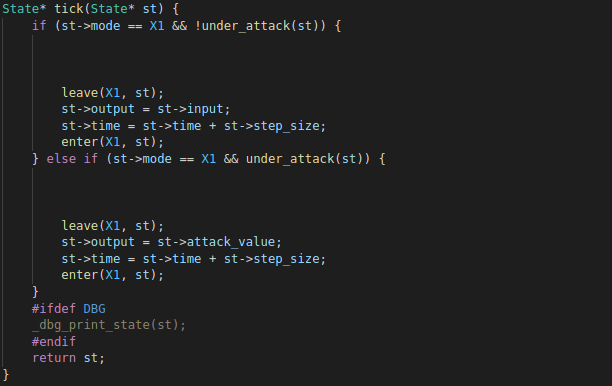 State* tick(State* st) {
    if (st->mode == X1 && !under_attack(st)) {
        leave(X1, st);
        st->output = st->input;
        st->time = st->time + st->step_size;
        enter(X1, st);
    } else if (st->mode == X1 && under_attack(st)) {
        leave(X1, st);
        st->output = st->attack_value;
        st->time = st->time + st->step_size;
        enter(X1, st);
    }
    #ifdef DBG
    _dbg_print_state(st);
    #endif
    return st;
}